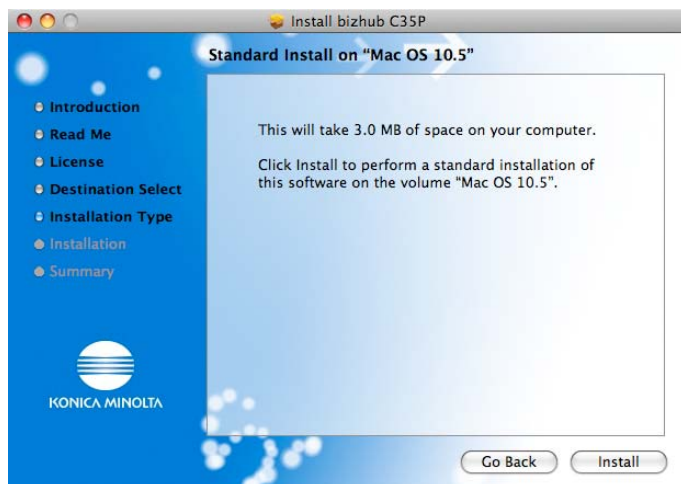 Install bizhub C35P
Standard Install on “Mac OS 10.5”
Introduction
Read Me
License
Destination Select
Installation Type
Installation
Summary
This will take 3.0 MB of space on your computer.
Click Install to perform a standard installation of
this software on the volume “Mac OS 10.5”.
KONICA MINOLTA
Go Back
Install